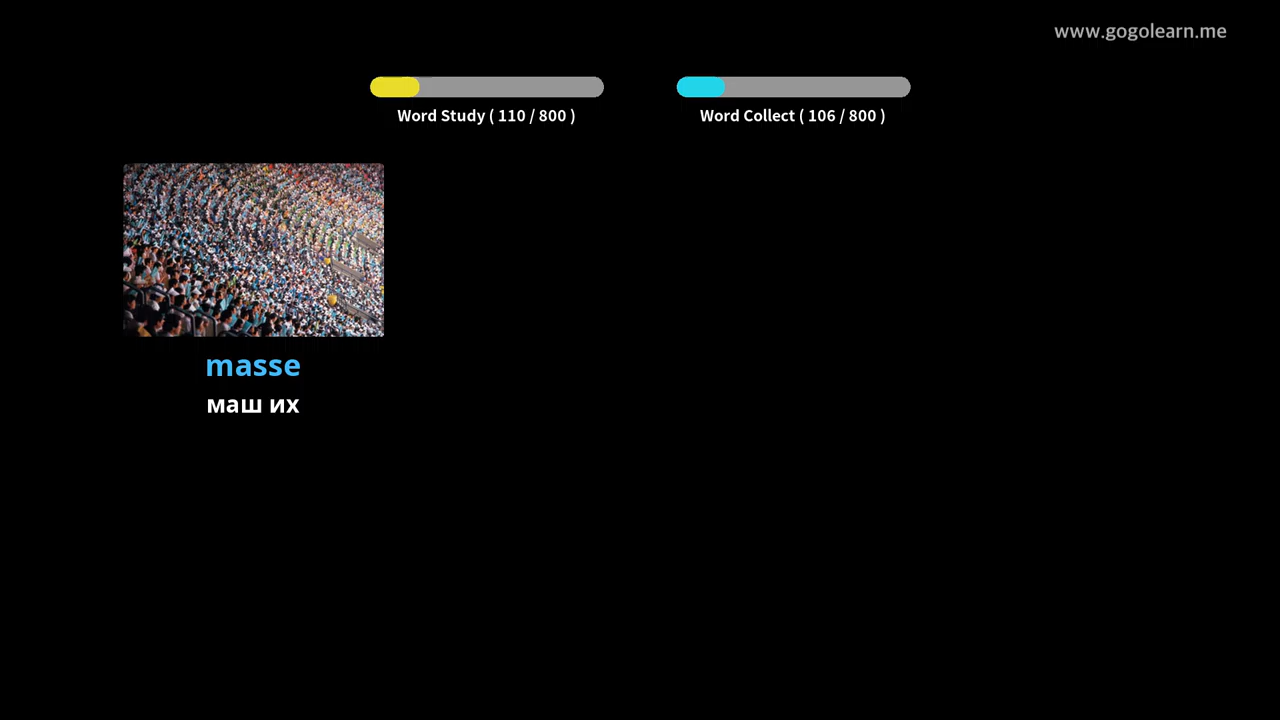 www.gogolearn.me
Word Study ( 110 / 800 )
Word Collect ( 106 / 800 )
masse
маш их